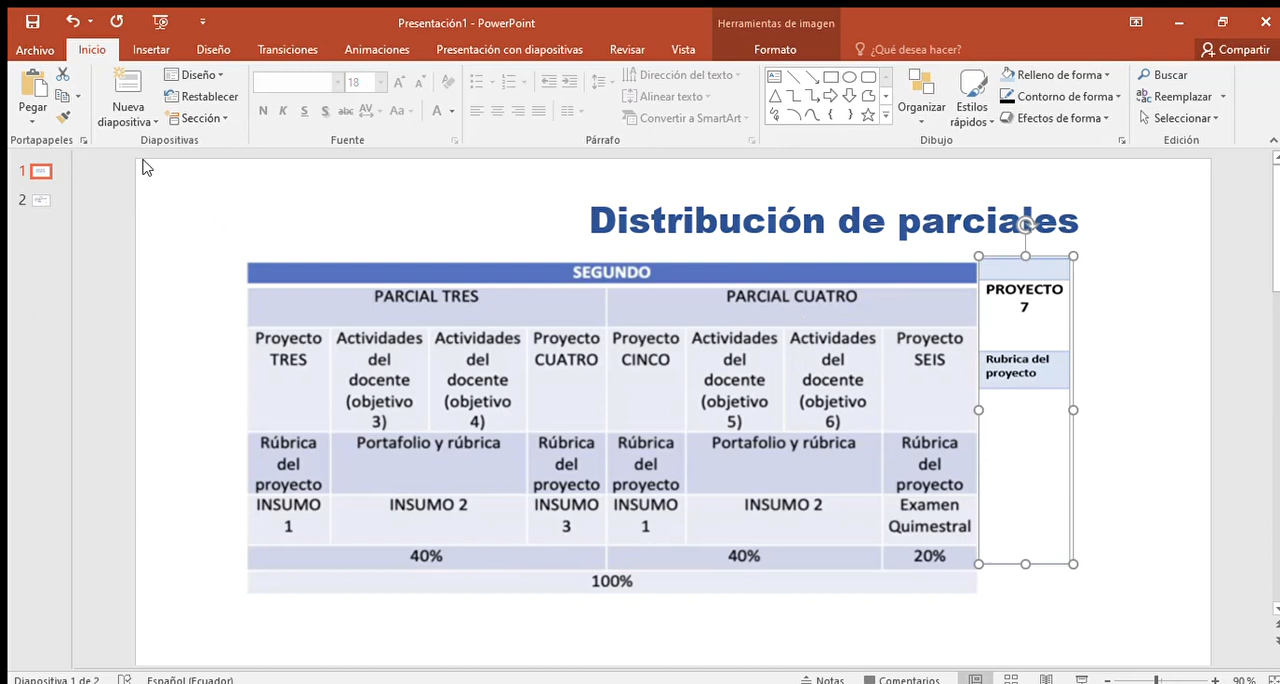 Presentación1 - PowerPoint
Herramientas de imagen
Archivo Inicio Insertar Diseño Transiciones Animaciones Presentación con diapositivas Revisar Vista Formato ¿Qué desea hacer? Compartir
Pegar
Nueva diapositiva
Diseño
Restablecer
Sección
18
N K S S abc AV Aa A
Dirección del texto
Alinear texto
Convertir a SmartArt
Organizar
Estilos rápidos
Relleno de forma
Contorno de forma
Efectos de forma
Buscar
Reemplazar
Seleccionar
Portapapeles Diapositivas Fuente Párrafo Dibujo Edición
1
2
Distribución de parciales
SEGUNDO
PARCIAL TRES PARCIAL CUATRO
Proyecto Actividades Actividades Proyecto Proyecto Actividades Actividades Proyecto
TRES del del CUATRO CINCO del del SEIS
docente docente docente docente
(objetivo (objetivo (objetivo (objetivo
3) 4) 5) 6)
Rúbrica Portafolio y rúbrica Rúbrica Rúbrica Portafolio y rúbrica Rúbrica
del del del del
proyecto proyecto proyecto proyecto
INSUMO INSUMO 2 INSUMO INSUMO INSUMO 2 Examen
1 3 1 Quimestral
40% 40% 20%
100%
PROYECTO
7
Rubrica del
proyecto
Diapositiva 1 de 2 Español (Ecuador) Notas Comentarios 90 %